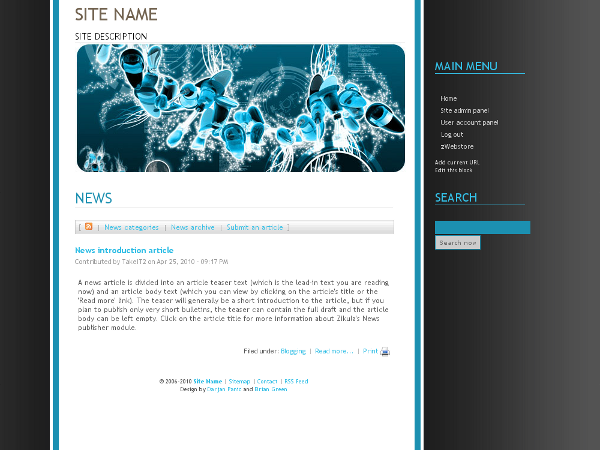 SITE NAME
SITE DESCRIPTION
NEWS
[ | News categories | News archive | Submit an article ]
News introduction article
Contributed by TakeIT2 on Apr 25, 2010 - 09:17 PM
A news article is divided into an article teaser text (which is the lead-in text you are reading
now) and an article body text (which you can view by clicking on the article's title or the
'Read more' link). The teaser will generally be a short introduction to the article, but if you
plan to publish only very short bulletins, the teaser can contain the full draft and the article
body can be left empty. Click on the article title for more information about Zikula's News
publisher module.
Filed under: Blogging | Read more... | Print
© 2006-2010 Site Name | Sitemap | Contact | RSS Feed
Design by and Brian Green
MAIN MENU
Home
Site admin panel
User account panel
Log out
zWebstore
Add current URL
Edit this block
SEARCH
Search now